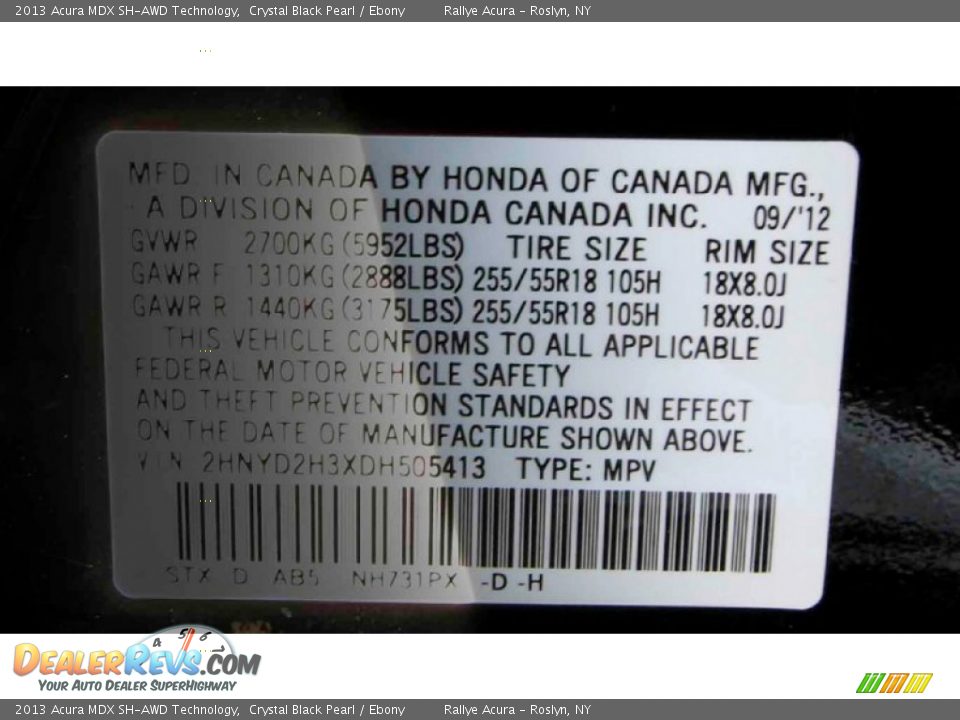 2013 Acura MDX SH-AWD Technology, Crystal Black Pearl / Ebony Rallye Acura - Roslyn, NY
MFD. IN CANADA BY HONDA OF CANADA MFG.,
A DIVISION OF HONDA CANADA INC. 09/'12
GVWR 2700KG(5952LBS) TIRE SIZE RIM SIZE
GAWR F 1310KG(2888LBS) 255/55R18 105H 18X8.0J
GAWR R 1440KG(3175LBS) 255/55R18 105H 18X8.0J
THIS VEHICLE CONFORMS TO ALL APPLICABLE
FEDERAL MOTOR VEHICLE SAFETY
AND THEFT PREVENTION STANDARDS IN EFFECT
ON THE DATE OF MANUFACTURE SHOWN ABOVE.
VIN 2HNYD2H3XDH505413 TYPE: MPV
STX D AB5 NH731PX -D -H
4 5 6
DEALERREVS.COM
YOUR AUTO DEALER SUPERHIGHWAY
2013 Acura MDX SH-AWD Technology, Crystal Black Pearl / Ebony Rallye Acura - Roslyn, NY